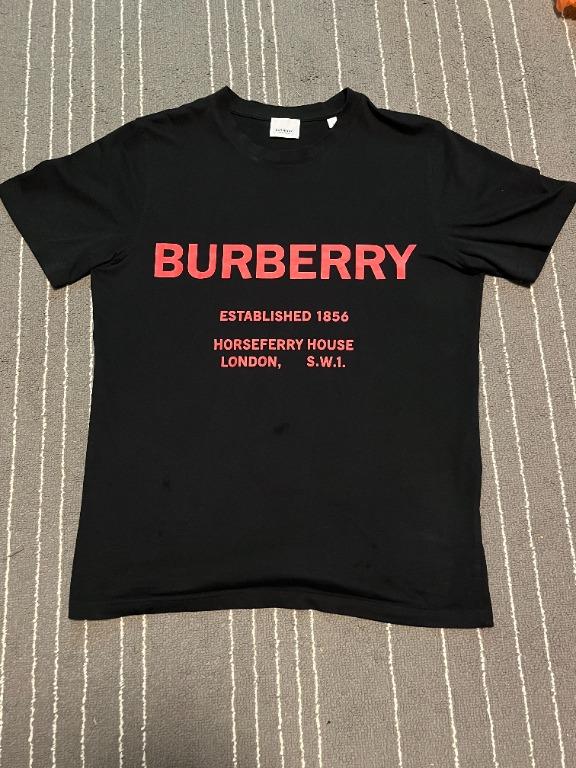 BURBERRY
ESTABLISHED 1856
HORSEFERRY HOUSE
LONDON, S.W.1.